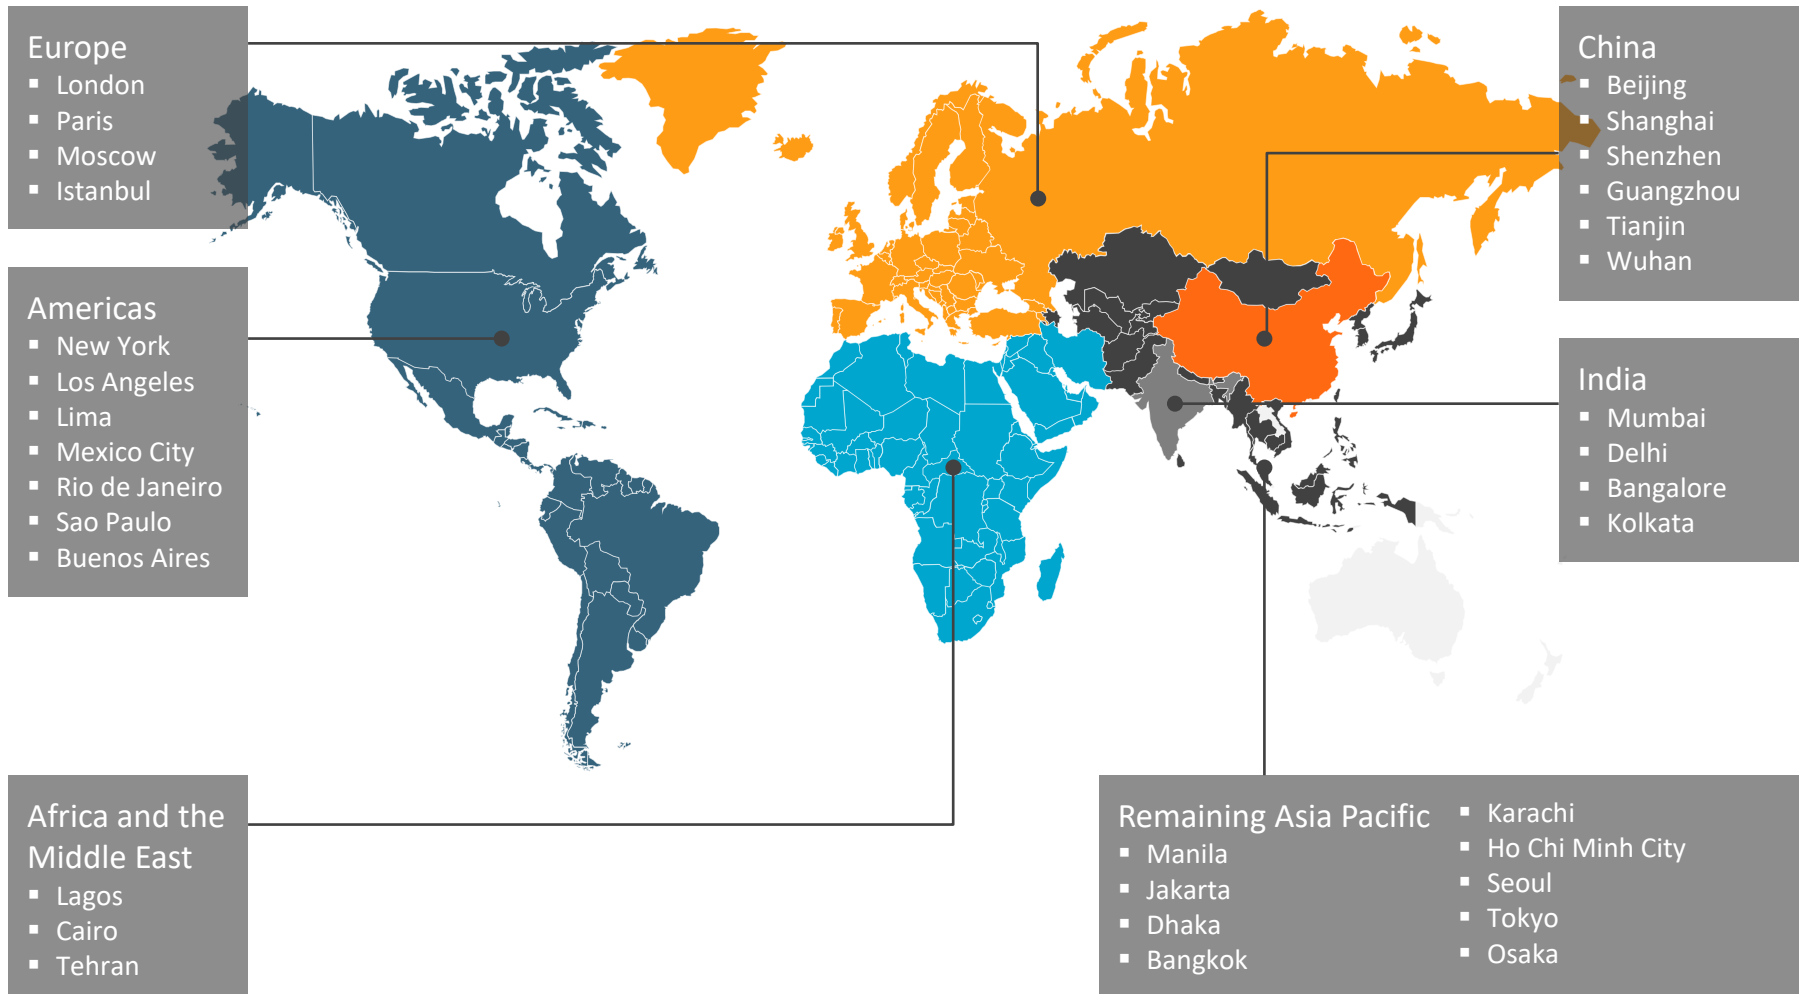 Europe
▪ London
▪ Paris
▪ Moscow
▪ Istanbul
Americas
▪ New York
▪ Los Angeles
▪ Lima
▪ Mexico City
▪ Rio de Janeiro
▪ Sao Paulo
▪ Buenos Aires
Africa and the
Middle East
▪ Lagos
▪ Cairo
▪ Tehran
China
▪ Beijing
▪ Shanghai
▪ Shenzhen
▪ Guangzhou
▪ Tianjin
▪ Wuhan
India
▪ Mumbai
▪ Delhi
▪ Bangalore
▪ Kolkata
Remaining Asia Pacific
▪ Manila
▪ Jakarta
▪ Dhaka
▪ Bangkok
▪ Karachi
▪ Ho Chi Minh City
▪ Seoul
▪ Tokyo
▪ Osaka